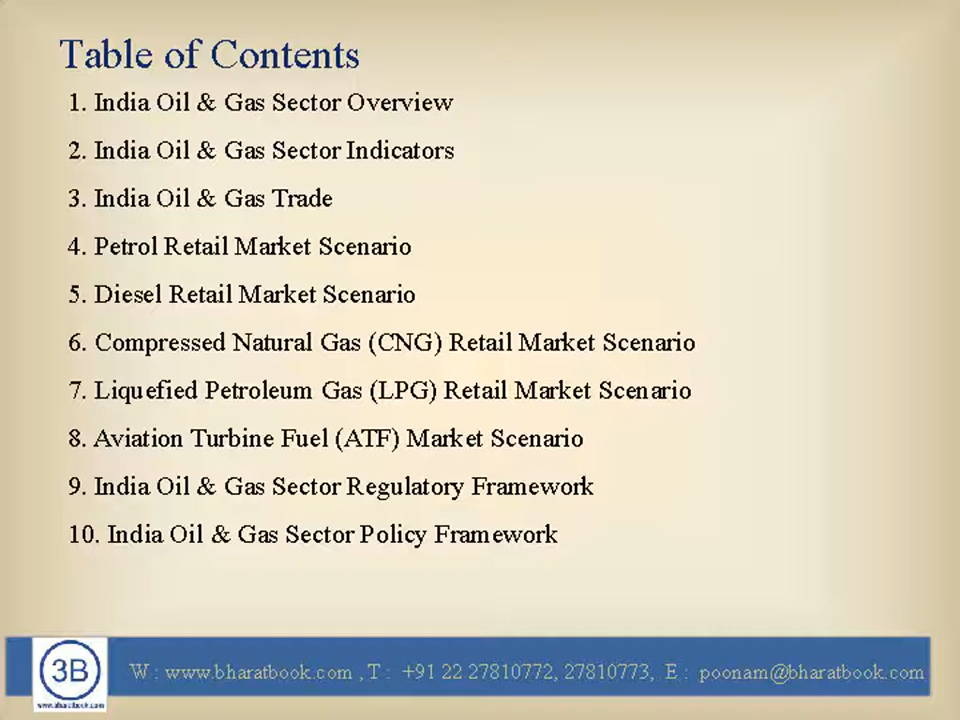 Table of Contents
1. India Oil & Gas Sector Overview
2. India Oil & Gas Sector Indicators
3. India Oil & Gas Trade
4. Petrol Retail Market Scenario
5. Diesel Retail Market Scenario
6. Compressed Natural Gas (CNG) Retail Market Scenario
7. Liquefied Petroleum Gas (LPG) Retail Market Scenario
8. Aviation Turbine Fuel (ATF) Market Scenario
9. India Oil & Gas Sector Regulatory Framework
10. India Oil & Gas Sector Policy Framework
3B
www.bharatbook.com
W : www.bharatbook.com , T : +91 22 27810772, 27810773, E : poonam@bharatbook.com